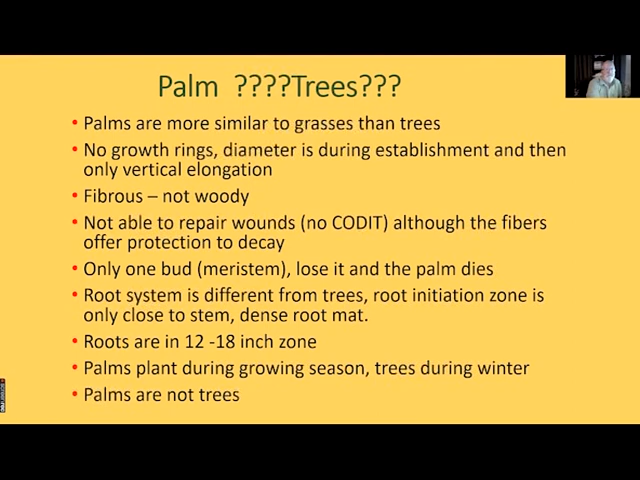 Palm ????Trees???
• Palms are more similar to grasses than trees
• No growth rings, diameter is during establishment and then
only vertical elongation
• Fibrous – not woody
• Not able to repair wounds (no CODIT) although the fibers
offer protection to decay
• Only one bud (meristem), lose it and the palm dies
• Root system is different from trees, root initiation zone is
only close to stem, dense root mat.
• Roots are in 12 -18 inch zone
• Palms plant during growing season, trees during winter
• Palms are not trees